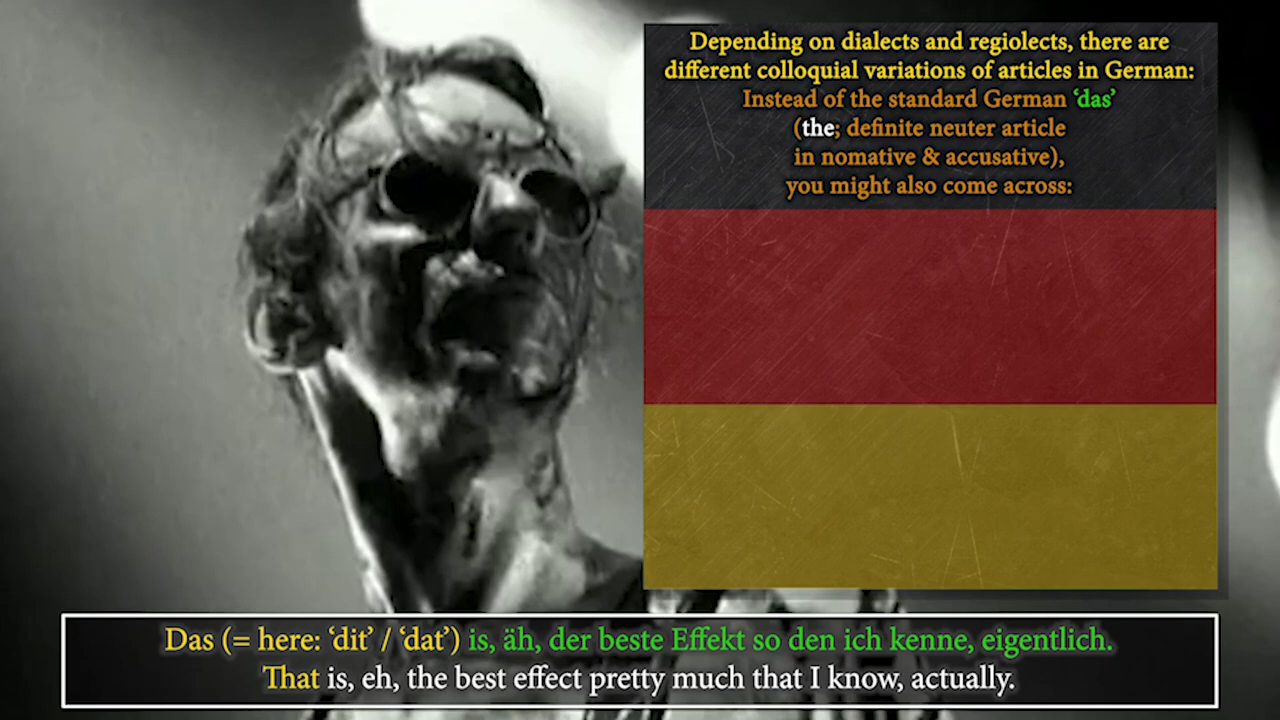 Depending on dialects and regiolects, there are
different colloquial variations of articles in German:
Instead of the standard German ‘das’
(the; definite neuter article
in nomative & accusative),
you might also come across:
Das (= here: ‘dit’ / ‘dat’) is, äh, der beste Effekt so den ich kenne, eigentlich.
That is, eh, the best effect pretty much that I know, actually.